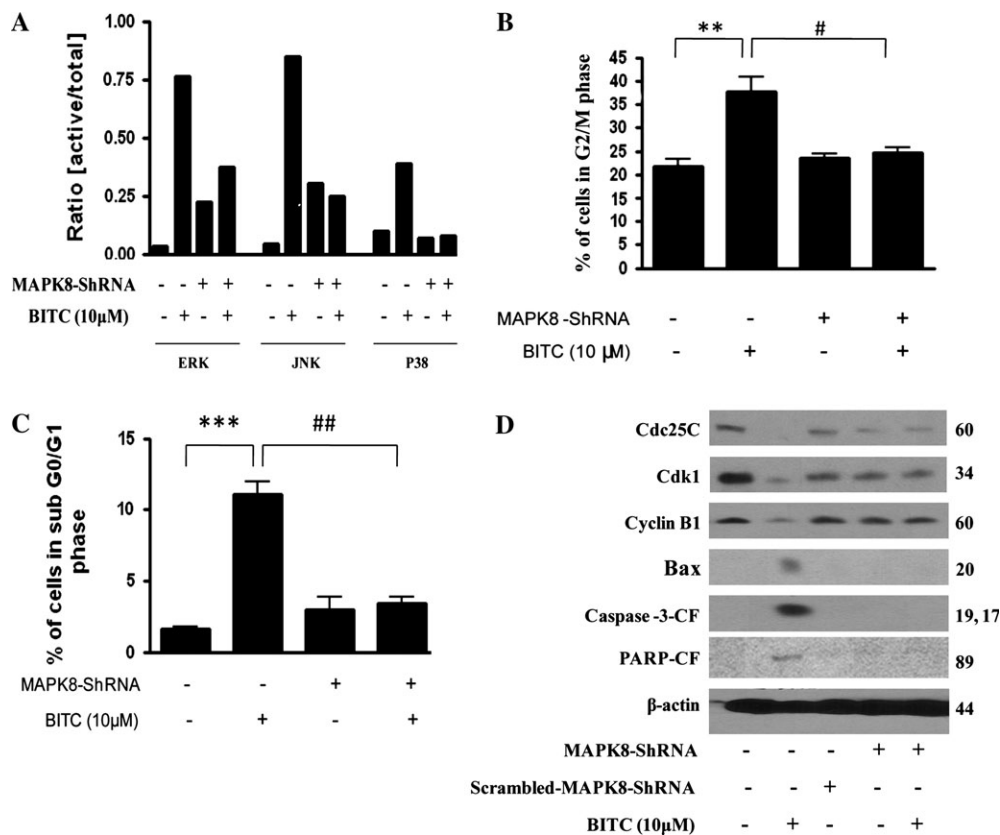 A
Ratio [active/total]
1.00
0.75
0.50
0.25
0.00
MAPK8-ShRNA - - + + - - + + - - + +
BITC (10µM) - + - + - + - + - + - +
ERK JNK P38
B
** #
% of cells in G2/M phase
45
40
35
30
25
20
15
10
5
0
MAPK8 -ShRNA - - + +
BITC (10 µM) - + - +
C
*** ##
% of cells in sub G0/G1
phase
15
10
5
0
MAPK8-ShRNA - - + +
BITC (10µM) - + - +
D
Cdc25C 60
Cdk1 34
Cyclin B1 60
Bax 20
Caspase -3-CF 19, 17
PARP-CF 89
β-actin 44
MAPK8-ShRNA - - - + +
Scrambled-MAPK8-ShRNA - - + - -
BITC (10µM) - + - - +